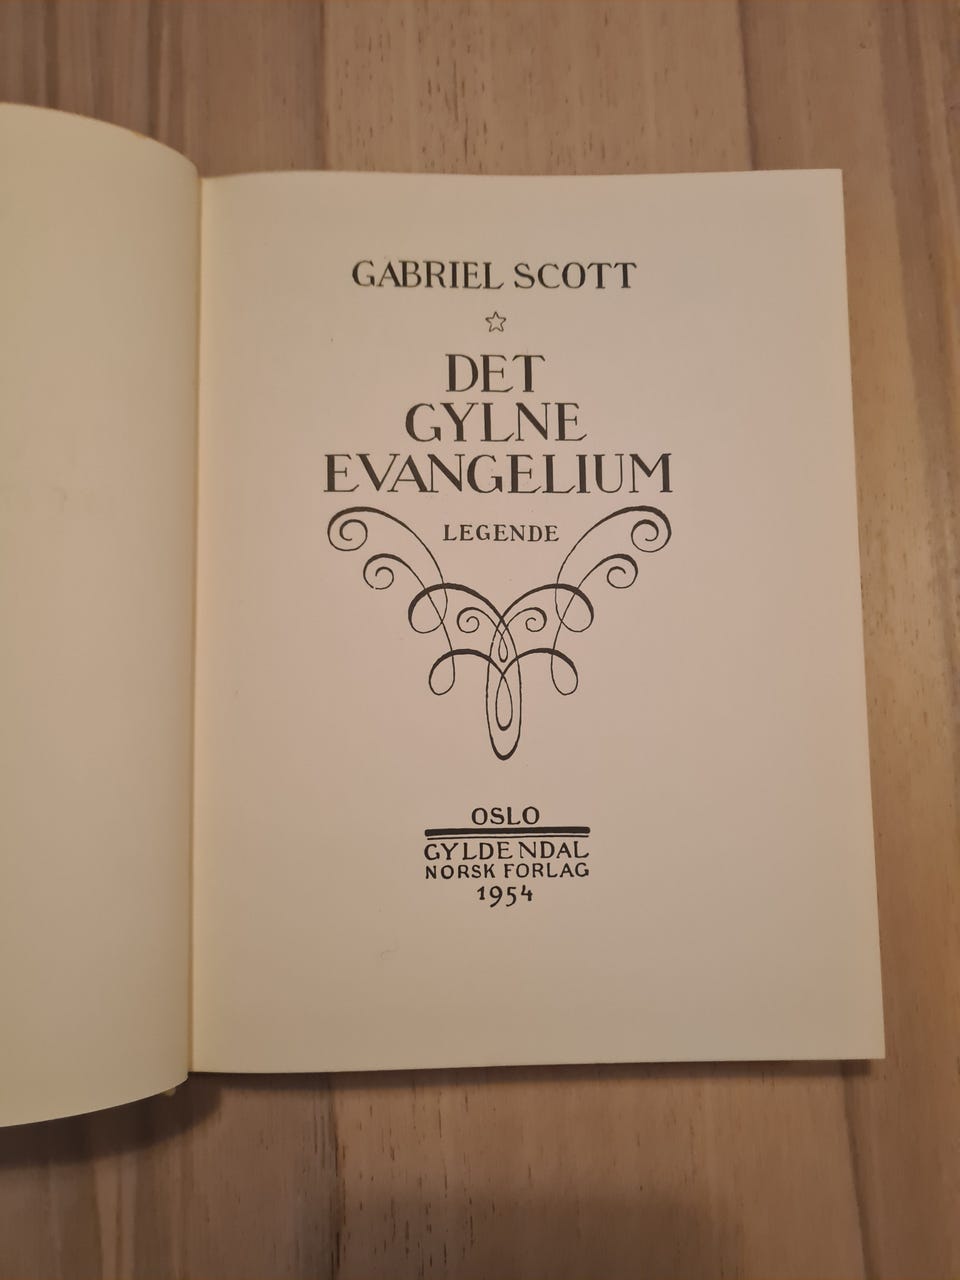 GABRIEL SCOTT
DET
GYLNE
EVANGELIUM
LEGENDE
OSLO
GYLDENDAL
NORSK FORLAG
1954